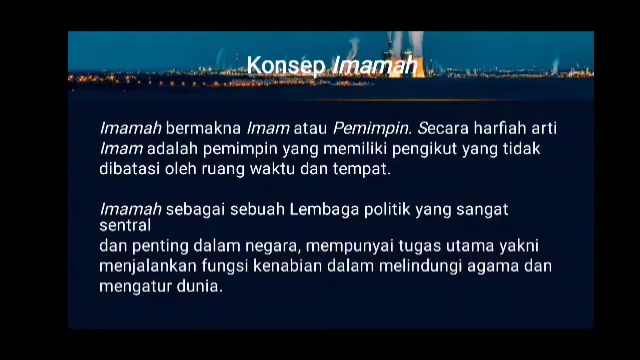 Konsep Imamah
Imamah bermakna Imam atau Pemimpin. Secara harfiah arti
Imam adalah pemimpin yang memiliki pengikut yang tidak
dibatasi oleh ruang waktu dan tempat.
Imamah sebagai sebuah Lembaga politik yang sangat
sentral
dan penting dalam negara, mempunyai tugas utama yakni
menjalankan fungsi kenabian dalam melindungi agama dan
mengatur dunia.